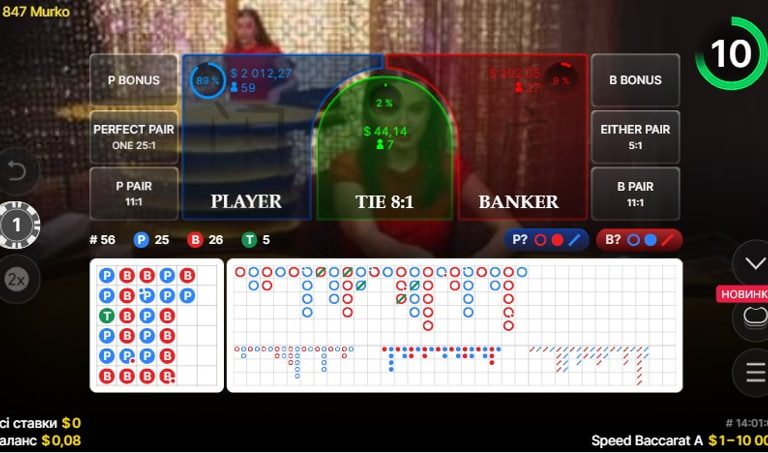 847 Murko
10
P BONUS
89 %
$ 2 012,27
59
$ 202,05
27
9 %
B BONUS
2 %
PERFECT PAIR
ONE 25:1
$ 44,14
7
EITHER PAIR
5:1
P PAIR
11:1
PLAYER
TIE 8:1
BANKER
B PAIR
11:1
1
2x
# 56 P 25 B 26 T 5
P? B?
P B B P B
P B P P P
T B P B
P B P B
P P P B
B B B B
НОВИНК
сі ставки $ 0
аланс $ 0,08
# 14:01:0
Speed Baccarat A $ 1–10 00